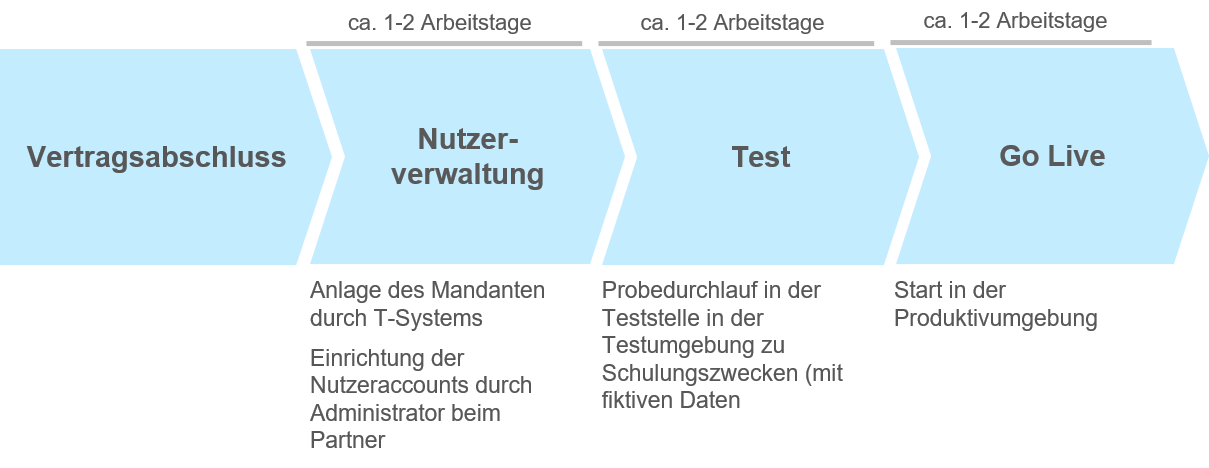 ca. 1-2 Arbeitstage
ca. 1-2 Arbeitstage
ca. 1-2 Arbeitstage
Vertragsabschluss
Nutzer-
verwaltung
Test
Go Live
Anlage des Mandanten
durch T-Systems
Einrichtung der
Nutzeraccounts durch
Administrator beim
Partner
Probedurchlauf in der
Teststelle in der
Testumgebung zu
Schulungszwecken (mit
fiktiven Daten
Start in der
Produktivumgebung